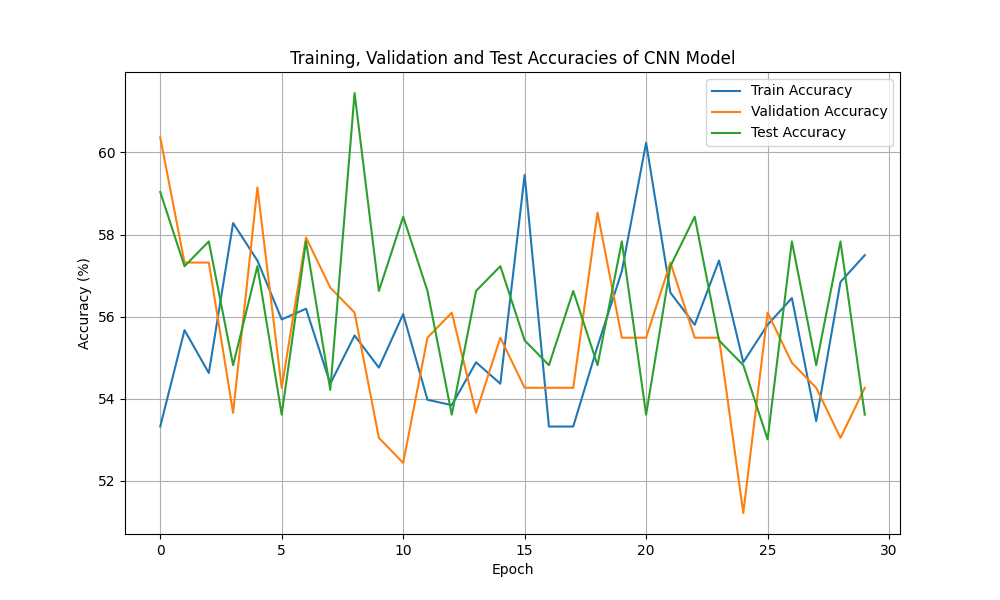 Training, Validation and Test Accuracies of CNN Model
Train Accuracy
Validation Accuracy
Test Accuracy
Accuracy (%)
60
58
56
54
52
0 5 10 15 20 25 30
Epoch